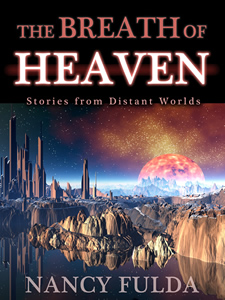 THE BREATH OF
HEAVEN
Stories from Distant Worlds
NANCY FULDA